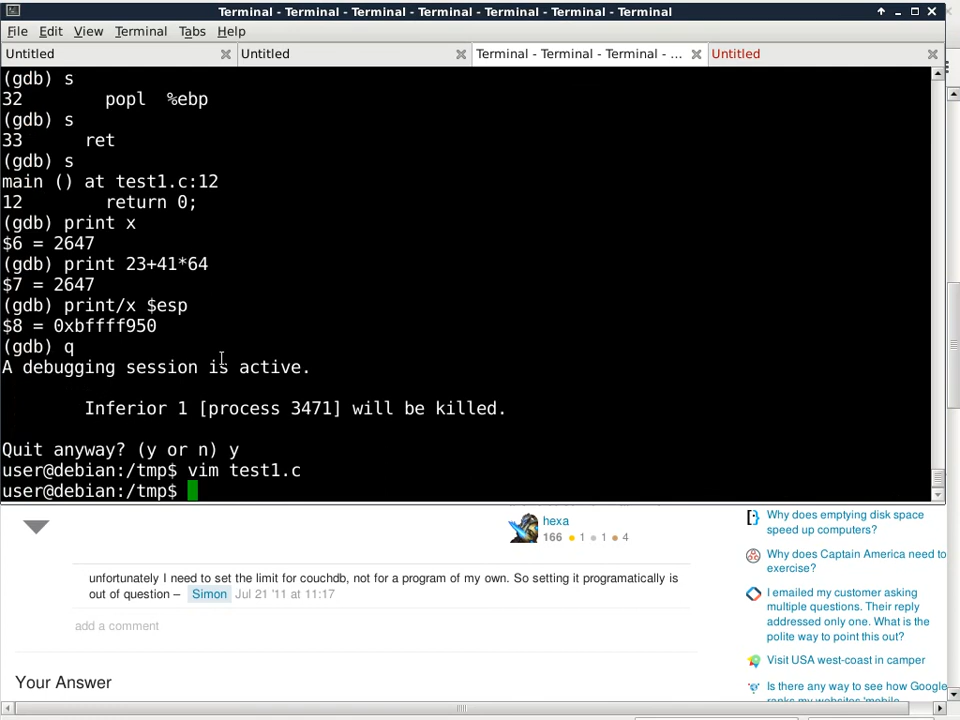 Terminal - Terminal - Terminal - Terminal - Terminal - Terminal - Terminal
File Edit View Terminal Tabs Help
Untitled Untitled Terminal - Terminal - Terminal - ... Untitled
(gdb) s
32 popl %ebp
(gdb) s
33 ret
(gdb) s
main () at test1.c:12
12 return 0;
(gdb) print x
$6 = 2647
(gdb) print 23+41*64
$7 = 2647
(gdb) print/x $esp
$8 = 0xbffff950
(gdb) q
A debugging session is active.
Inferior 1 [process 3471] will be killed.
Quit anyway? (y or n) y
user@debian:/tmp$ vim test1.c
user@debian:/tmp$
hexa
166 1 1 4
unfortunately I need to set the limit for couchdb, not for a program of my own. So setting it programatically is
out of question – Simon Jul 21 '11 at 11:17
add a comment
Your Answer
Why does emptying disk space
speed up computers?
Why does Captain America need to
exercise?
I emailed my customer asking
multiple questions. Their reply
addressed only one. What is the
polite way to point this out?
Visit USA west-coast in camper
Is there any way to see how Google
ranks my websites 'mobile